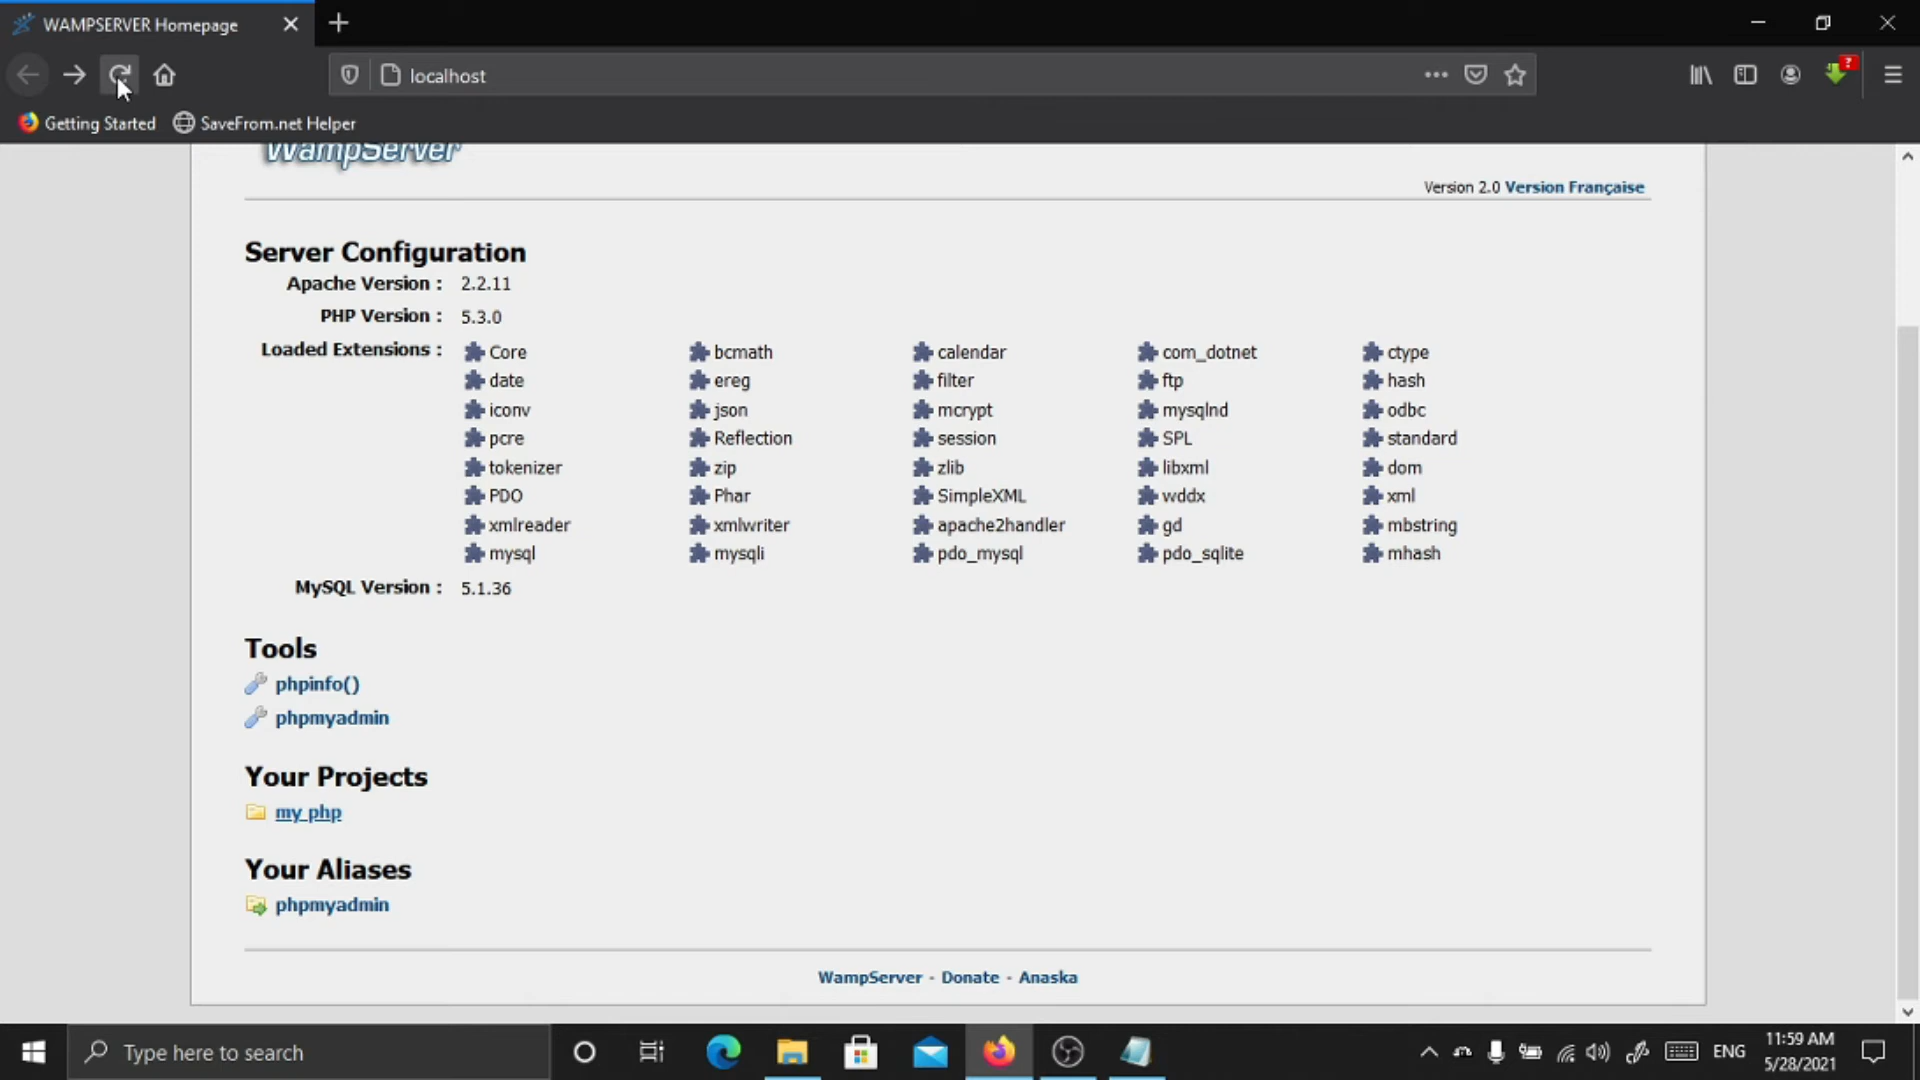 WAMPSERVER Homepage
localhost
?
Getting Started
SaveFrom.net Helper
WampServer
Version 2.0 Version Française
Server Configuration
Apache Version : 2.2.11
PHP Version : 5.3.0
Loaded Extensions : Core bcmath calendar com_dotnet ctype
date ereg filter ftp hash
iconv json mcrypt mysqlnd odbc
pcre Reflection session SPL standard
tokenizer zip zlib libxml dom
PDO Phar SimpleXML wddx xml
xmlreader xmlwriter apache2handler gd mbstring
mysql mysqli pdo_mysql pdo_sqlite mhash
MySQL Version : 5.1.36
Tools
phpinfo()
phpmyadmin
Your Projects
my php
Your Aliases
phpmyadmin
WampServer - Donate - Anaska
Type here to search
ENG
11:59 AM
5/28/2021